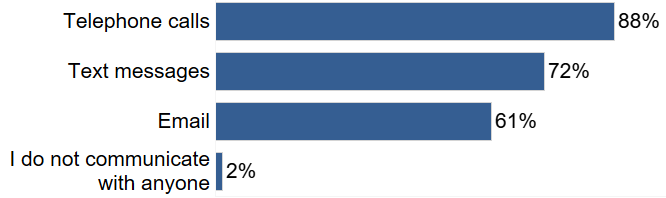 Telephone calls 88%
Text messages 72%
Email 61%
I do not communicate
with anyone 2%